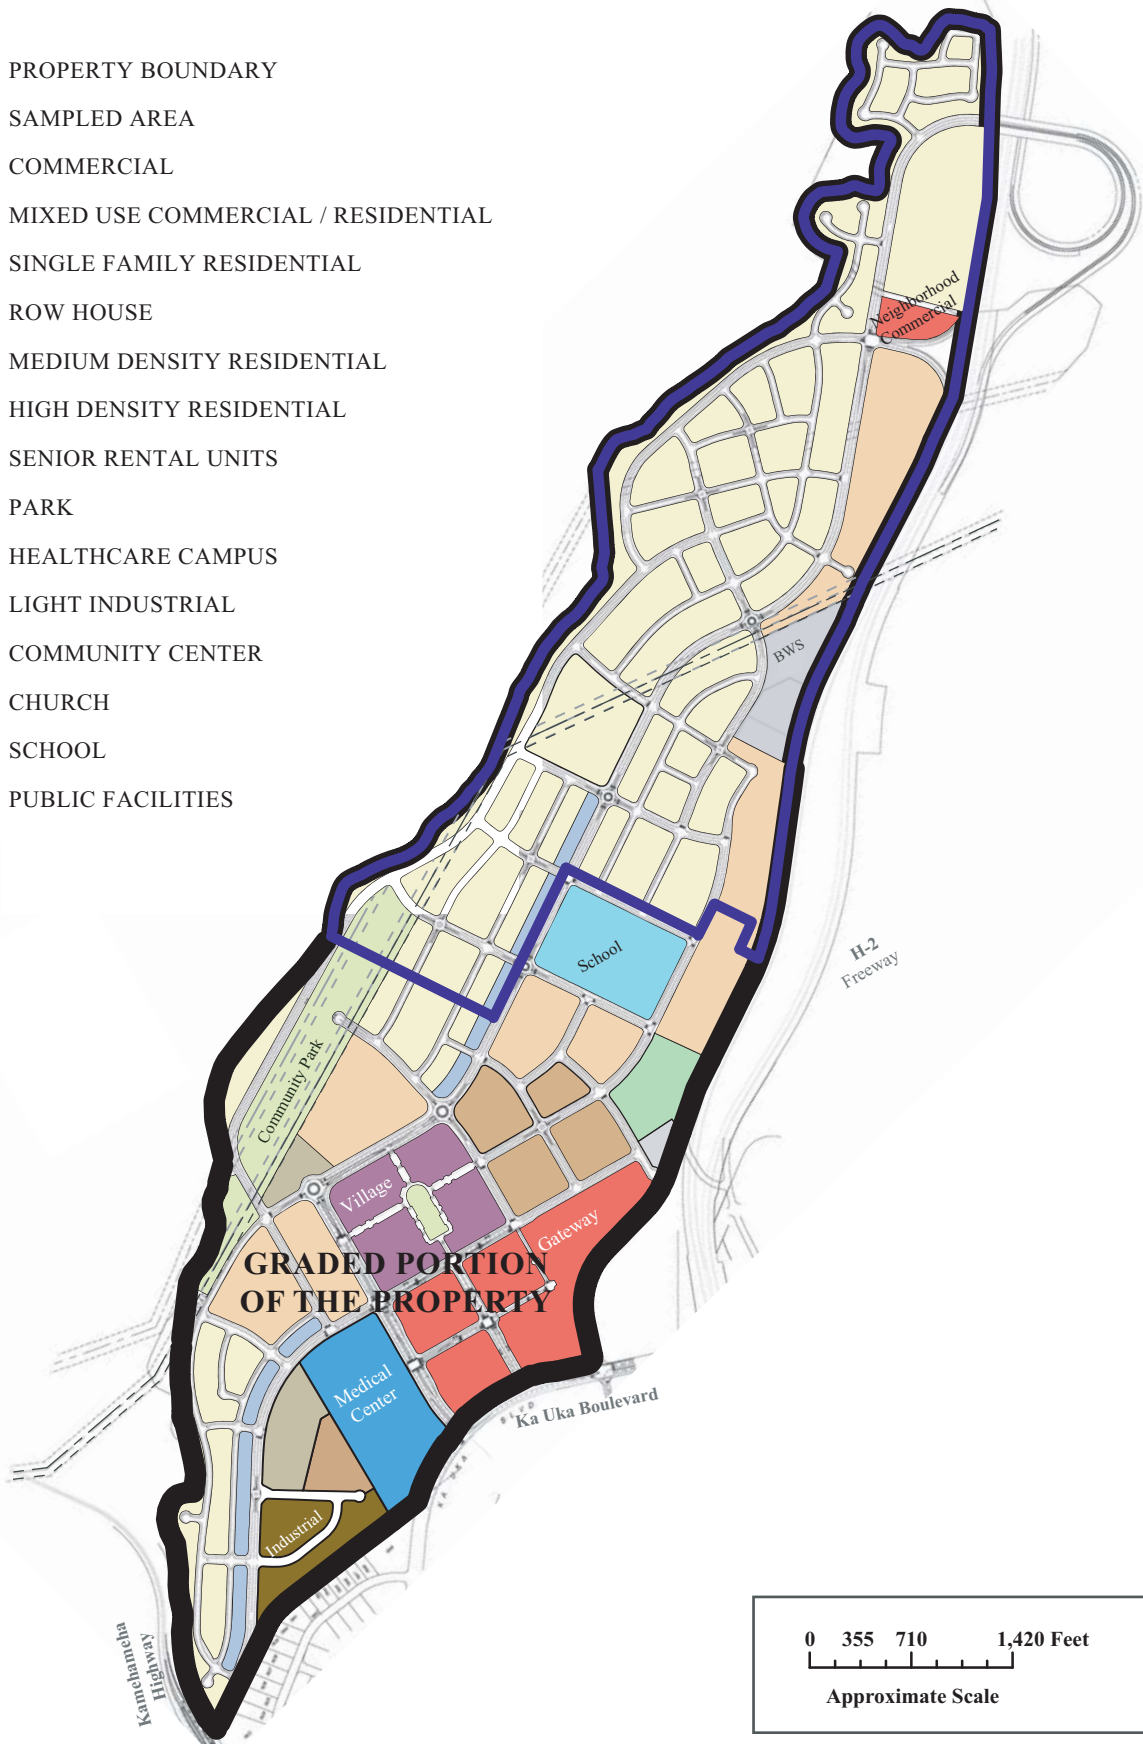 PROPERTY BOUNDARY
SAMPLED AREA
COMMERCIAL
MIXED USE COMMERCIAL / RESIDENTIAL
SINGLE FAMILY RESIDENTIAL
ROW HOUSE
MEDIUM DENSITY RESIDENTIAL
HIGH DENSITY RESIDENTIAL
SENIOR RENTAL UNITS
PARK
HEALTHCARE CAMPUS
LIGHT INDUSTRIAL
COMMUNITY CENTER
CHURCH
SCHOOL
PUBLIC FACILITIES
Neighborhood
Commercial
BWS
School
H-2
Freeway
Community Park
Village
Gateway
GRADED PORTION
OF THE PROPERTY
Medical
Center
BLVD
Ka Uka Boulevard
KA UKA
Industrial
Kamehameha
Highway
0 355 710 1,420 Feet
Approximate Scale